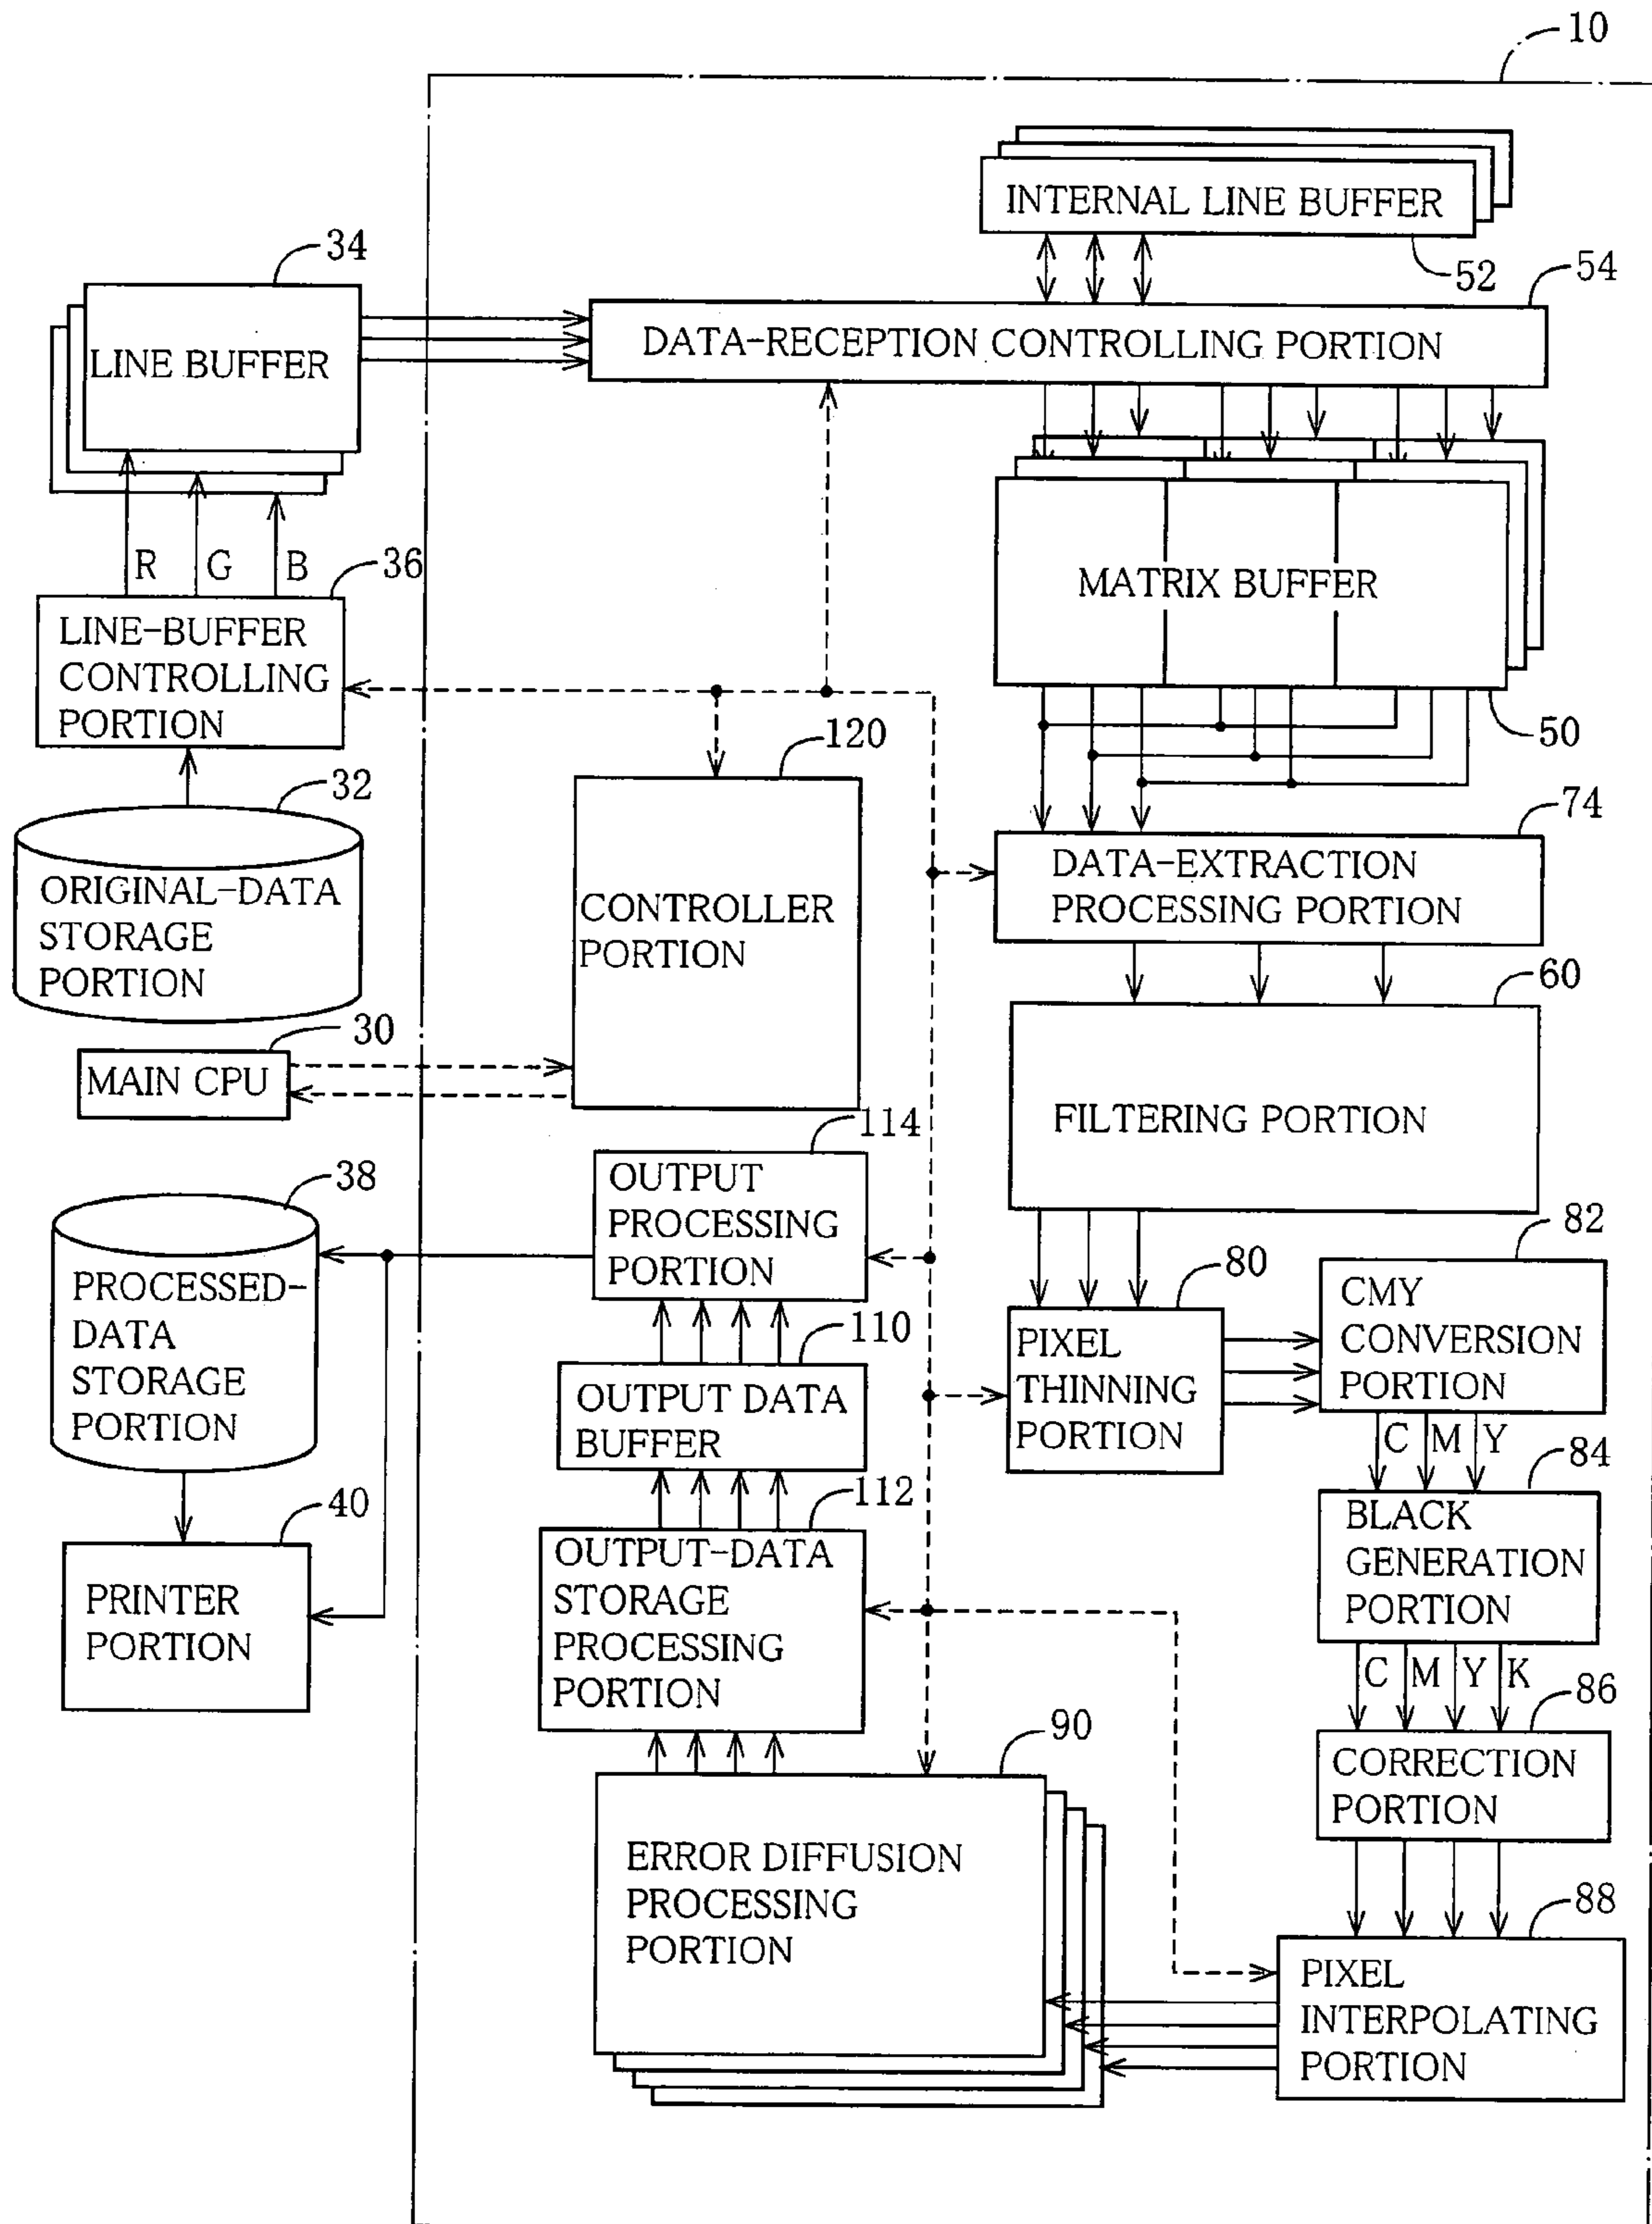 10
INTERNAL LINE BUFFER
52
34
54
LINE BUFFER
DATA-RECEPTION CONTROLLING PORTION
R
G
B
36
MATRIX BUFFER
50
LINE-BUFFER
CONTROLLING
PORTION
120
32
74
ORIGINAL-DATA
STORAGE
PORTION
CONTROLLER
PORTION
DATA-EXTRACTION
PROCESSING PORTION
30
MAIN CPU
60
FILTERING PORTION
114
OUTPUT
PROCESSING
PORTION
38
PROCESSED-
DATA
STORAGE
PORTION
110
OUTPUT DATA
BUFFER
80
PIXEL
THINNING
PORTION
82
CMY
CONVERSION
PORTION
C
M
Y
84
BLACK
GENERATION
PORTION
40
PRINTER
PORTION
112
OUTPUT-DATA
STORAGE
PROCESSING
PORTION
C
M
Y
K
86
CORRECTION
PORTION
90
ERROR DIFFUSION
PROCESSING
PORTION
88
PIXEL
INTERPOLATING
PORTION